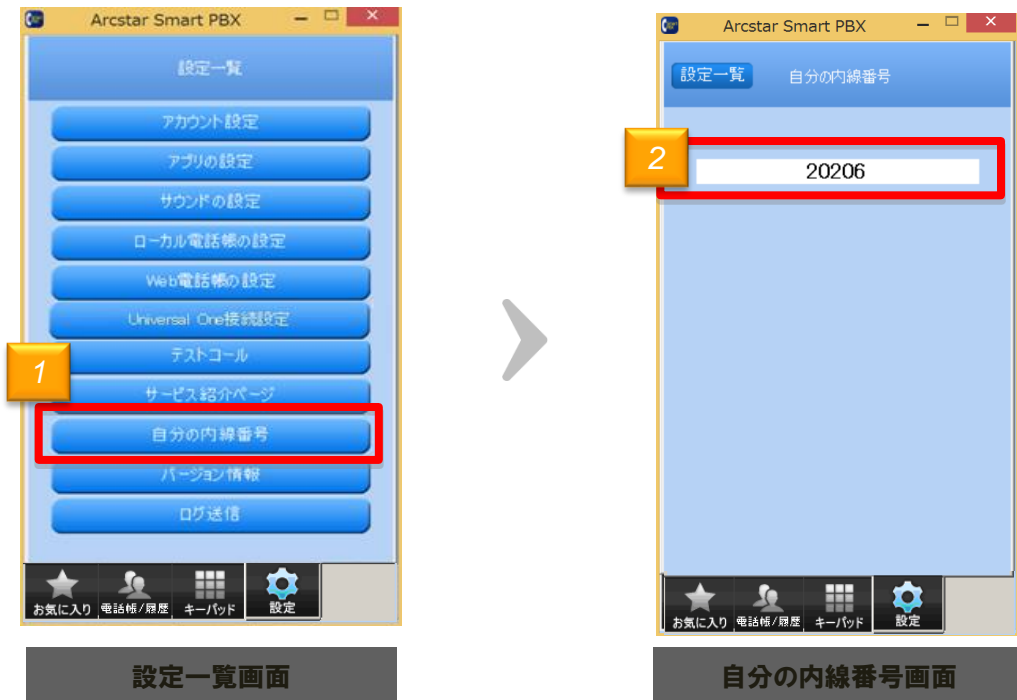 Arcstar Smart PBX
設定一覧
アカウント設定
アプリの設定
サウンドの設定
ローカル電話帳の設定
Web電話帳の設定
Universal One接続設定
テストコール
1
サービス紹介ページ
自分の内線番号
バージョン情報
ログ送信
お気に入り 電話帳/履歴 キーパッド 設定
設定一覧画面
Arcstar Smart PBX
設定一覧 自分の内線番号
2
20206
お気に入り 電話帳/履歴 キーパッド 設定
自分の内線番号画面